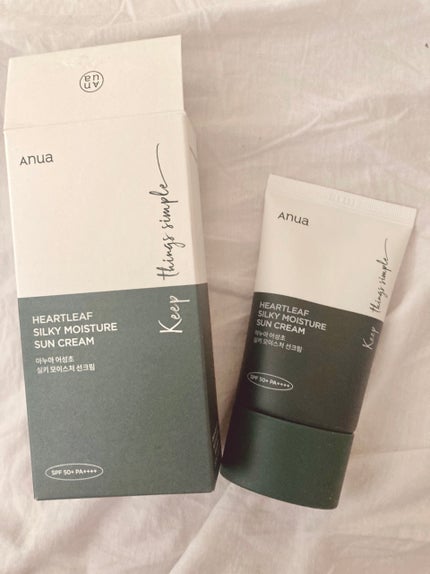 Anua
Anua
Keep things simple
HEARTLEAF
SILKY MOISTURE
SUN CREAM
아누아 어성초
실키 모이스처 선크림
SPF 50+ PA++++
Anua
Keep things simple
HEARTLEAF
SILKY MOISTURE
SUN CREAM
아누아 어성초
실키 모이스처 선크림
SPF 50+ PA++++